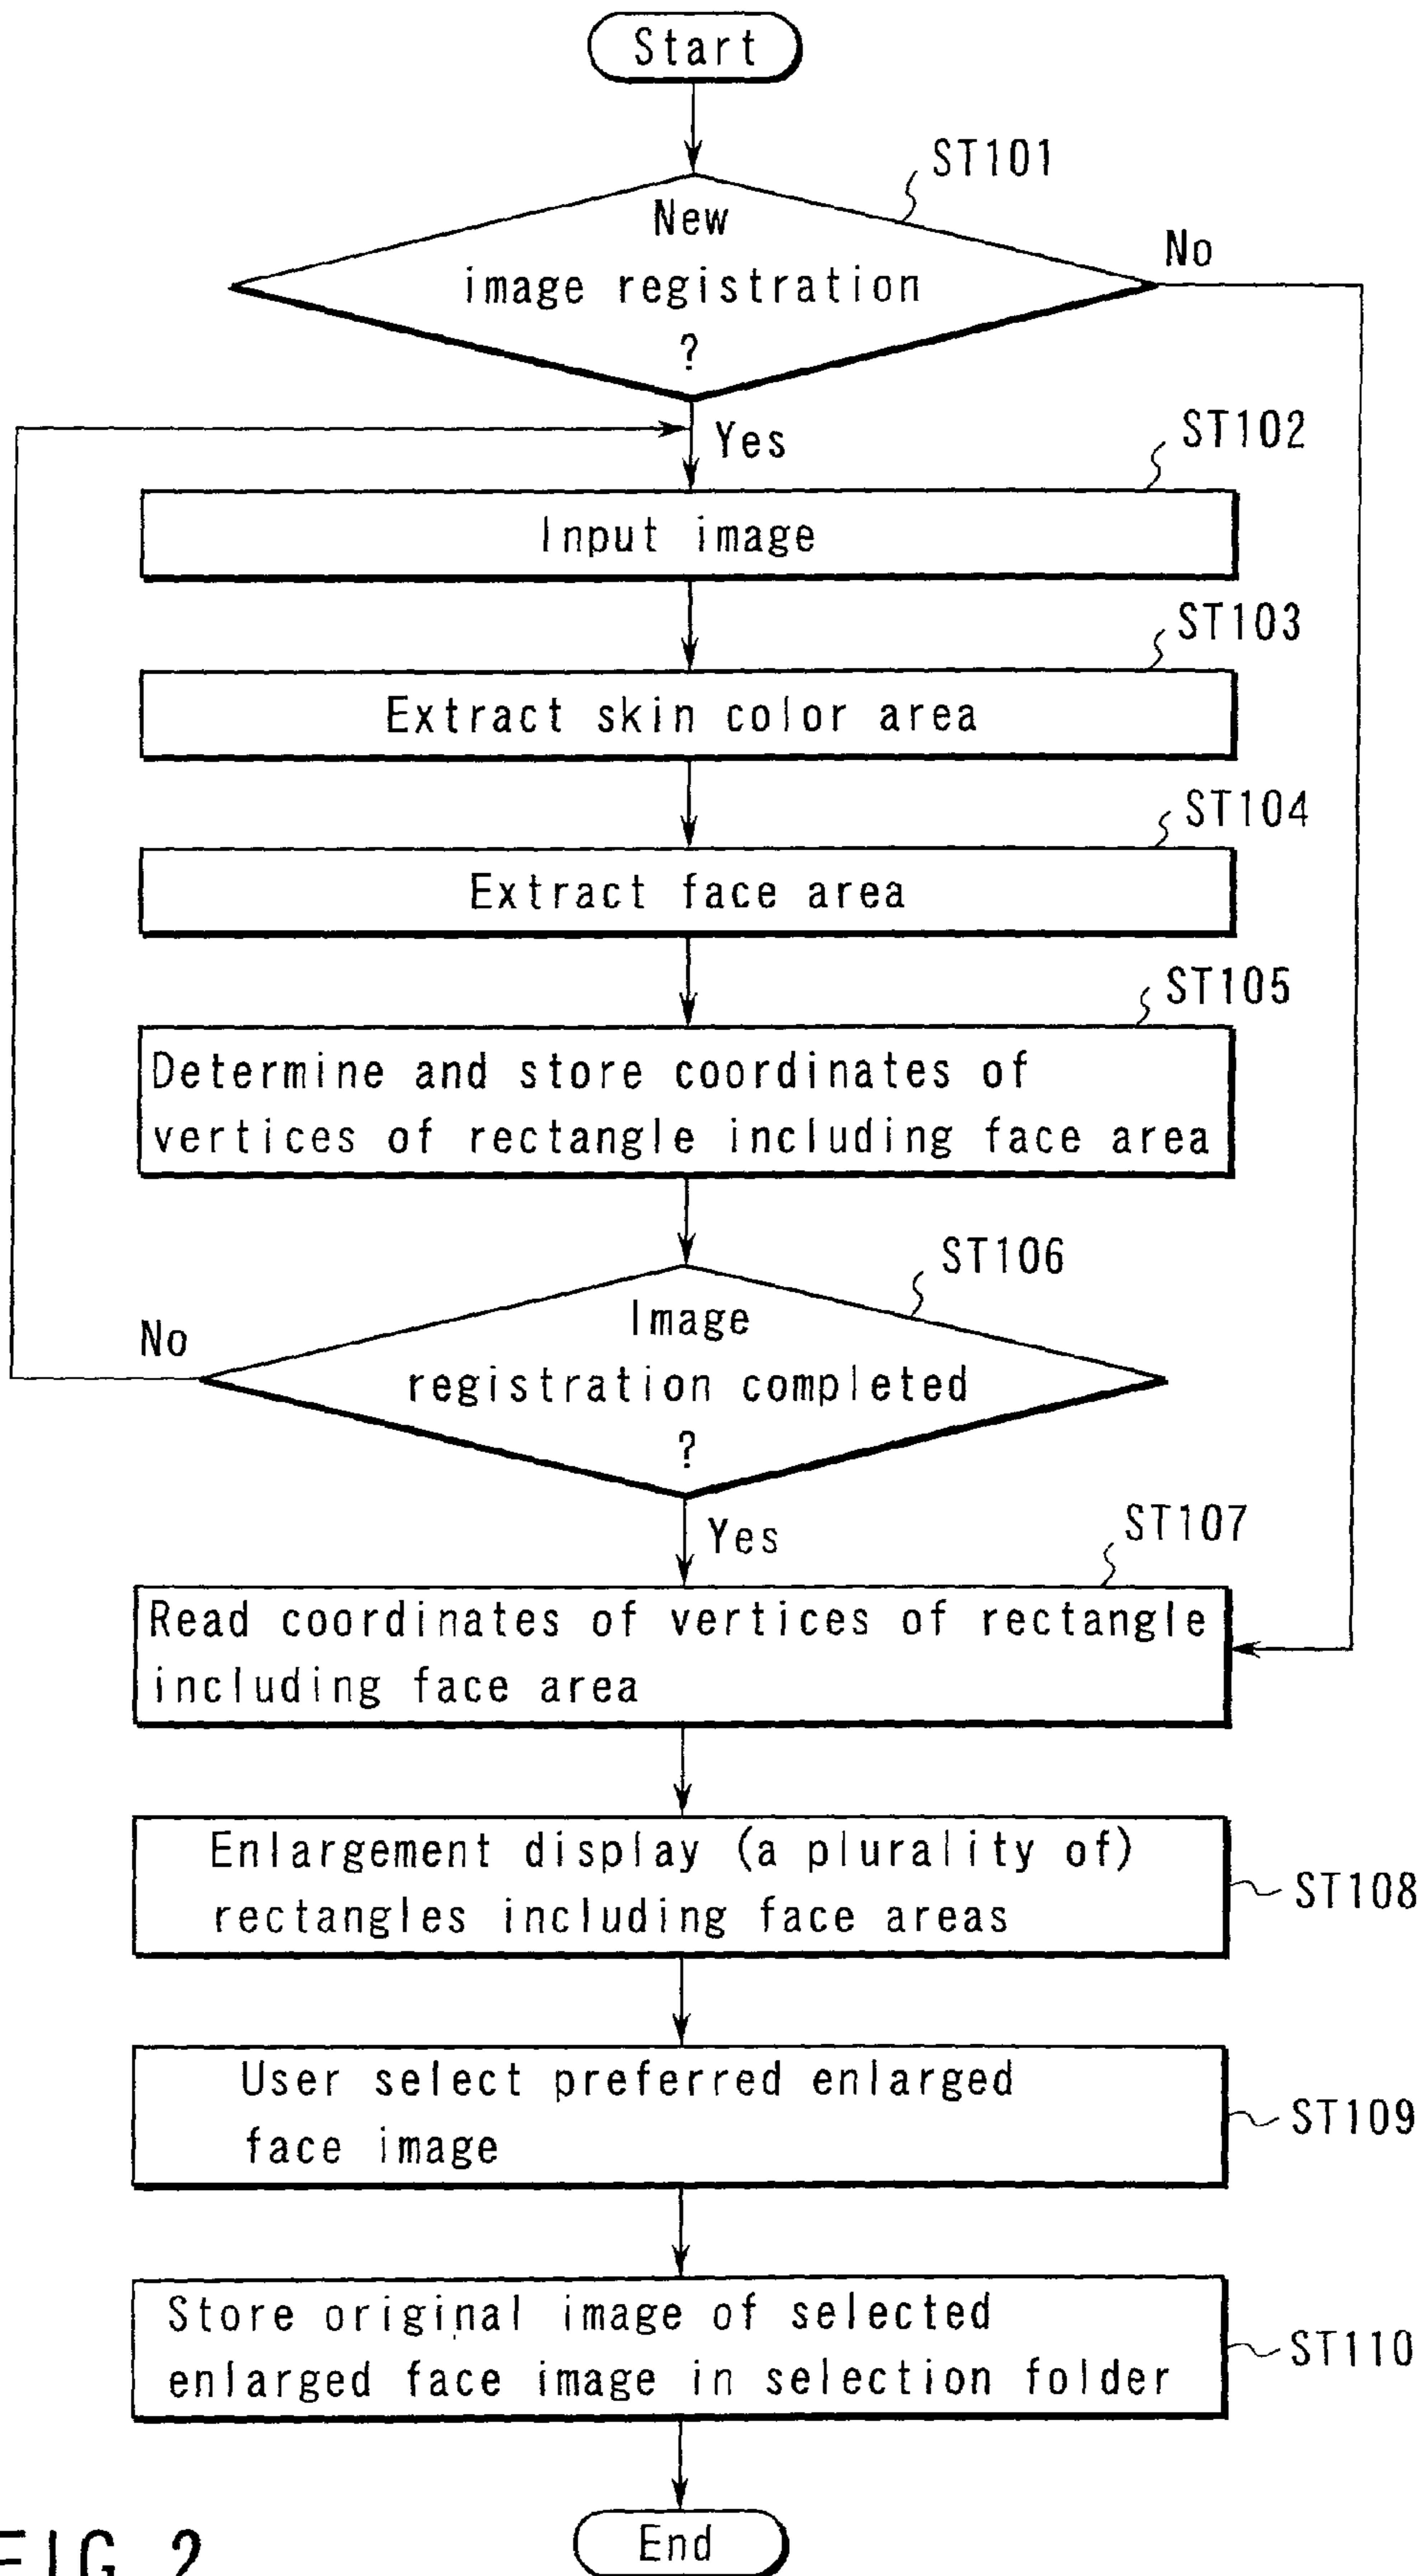 Start
ST101
New
image registration
?
No
Yes
ST102
Input image
ST103
Extract skin color area
ST104
Extract face area
ST105
Determine and store coordinates of
vertices of rectangle including face area
ST106
Image
registration completed
?
No
Yes
ST107
Read coordinates of vertices of rectangle
including face area
Enlargement display (a plurality of)
rectangles including face areas
ST108
User select preferred enlarged
face image
ST109
Store original image of selected
enlarged face image in selection folder
ST110
End
FIG. 2